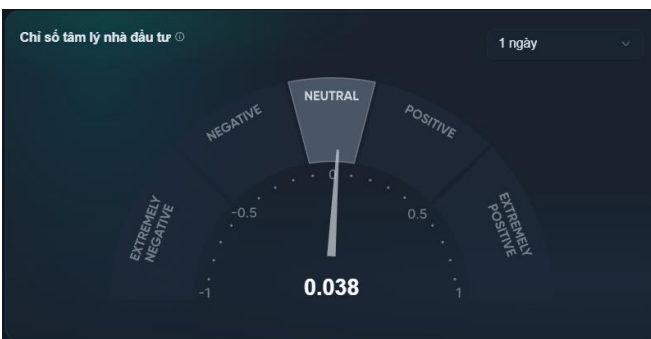 Chỉ số tâm lý nhà đầu tư
1 ngày
NEUTRAL
NEGATIVE
POSITIVE
EXTREMELY
NEGATIVE
EXTREMELY
POSITIVE
0
-0.5
0.5
-1
1
0.038